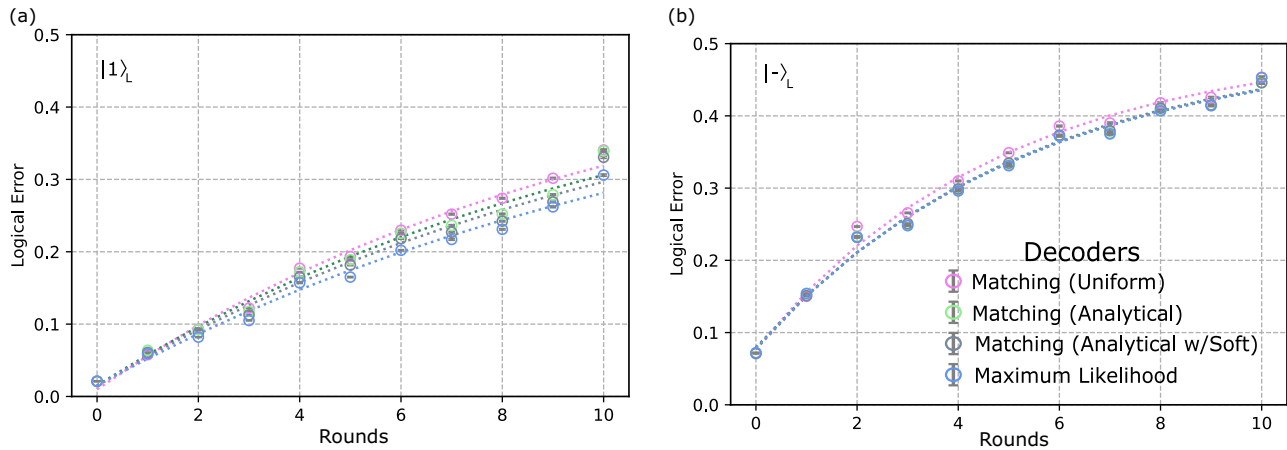 (a)
0.5
0.4
0.3
0.2
0.1
0.0
Logical Error
|1⟩L
0 2 4 6 8 10
Rounds
(b)
0.5
0.4
0.3
0.2
0.1
0.0
Logical Error
|-⟩L
Decoders
Matching (Uniform)
Matching (Analytical)
Matching (Analytical w/Soft)
Maximum Likelihood
0 2 4 6 8 10
Rounds